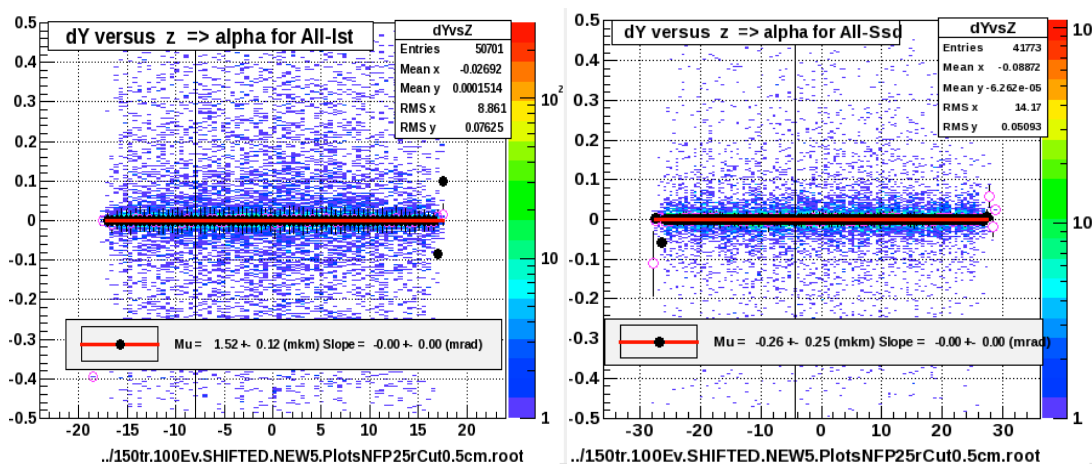 dY versus z => alpha for All-Ist
dYvsZ
Entries 50701
Mean x -0.02692
Mean y 0.0001514
RMS x 8.861
RMS y 0.07625
0.5
0.4
0.3
0.2
0.1
0
-0.1
-0.2
-0.3
-0.4
-0.5
-20 -15 -10 -5 0 5 10 15 20
10²
10
1
Mu = 1.52 +- 0.12 (mkm) Slope = -0.00 +- 0.00 (mrad)
../150tr.100Ev.SHIFTED.NEW5.PlotsNFP25rCut0.5cm.root
dY versus z => alpha for All-Ssd
dYvsZ
Entries 41773
Mean x -0.08872
Mean y -6.262e-05
RMS x 14.17
RMS y 0.05093
0.5
0.4
0.3
0.2
0.1
0
-0.1
-0.2
-0.3
-0.4
-0.5
-30 -20 -10 0 10 20 30
10
10
1
Mu = -0.26 +- 0.25 (mkm) Slope = -0.00 +- 0.00 (mrad)
../150tr.100Ev.SHIFTED.NEW5.PlotsNFP25rCut0.5cm.root